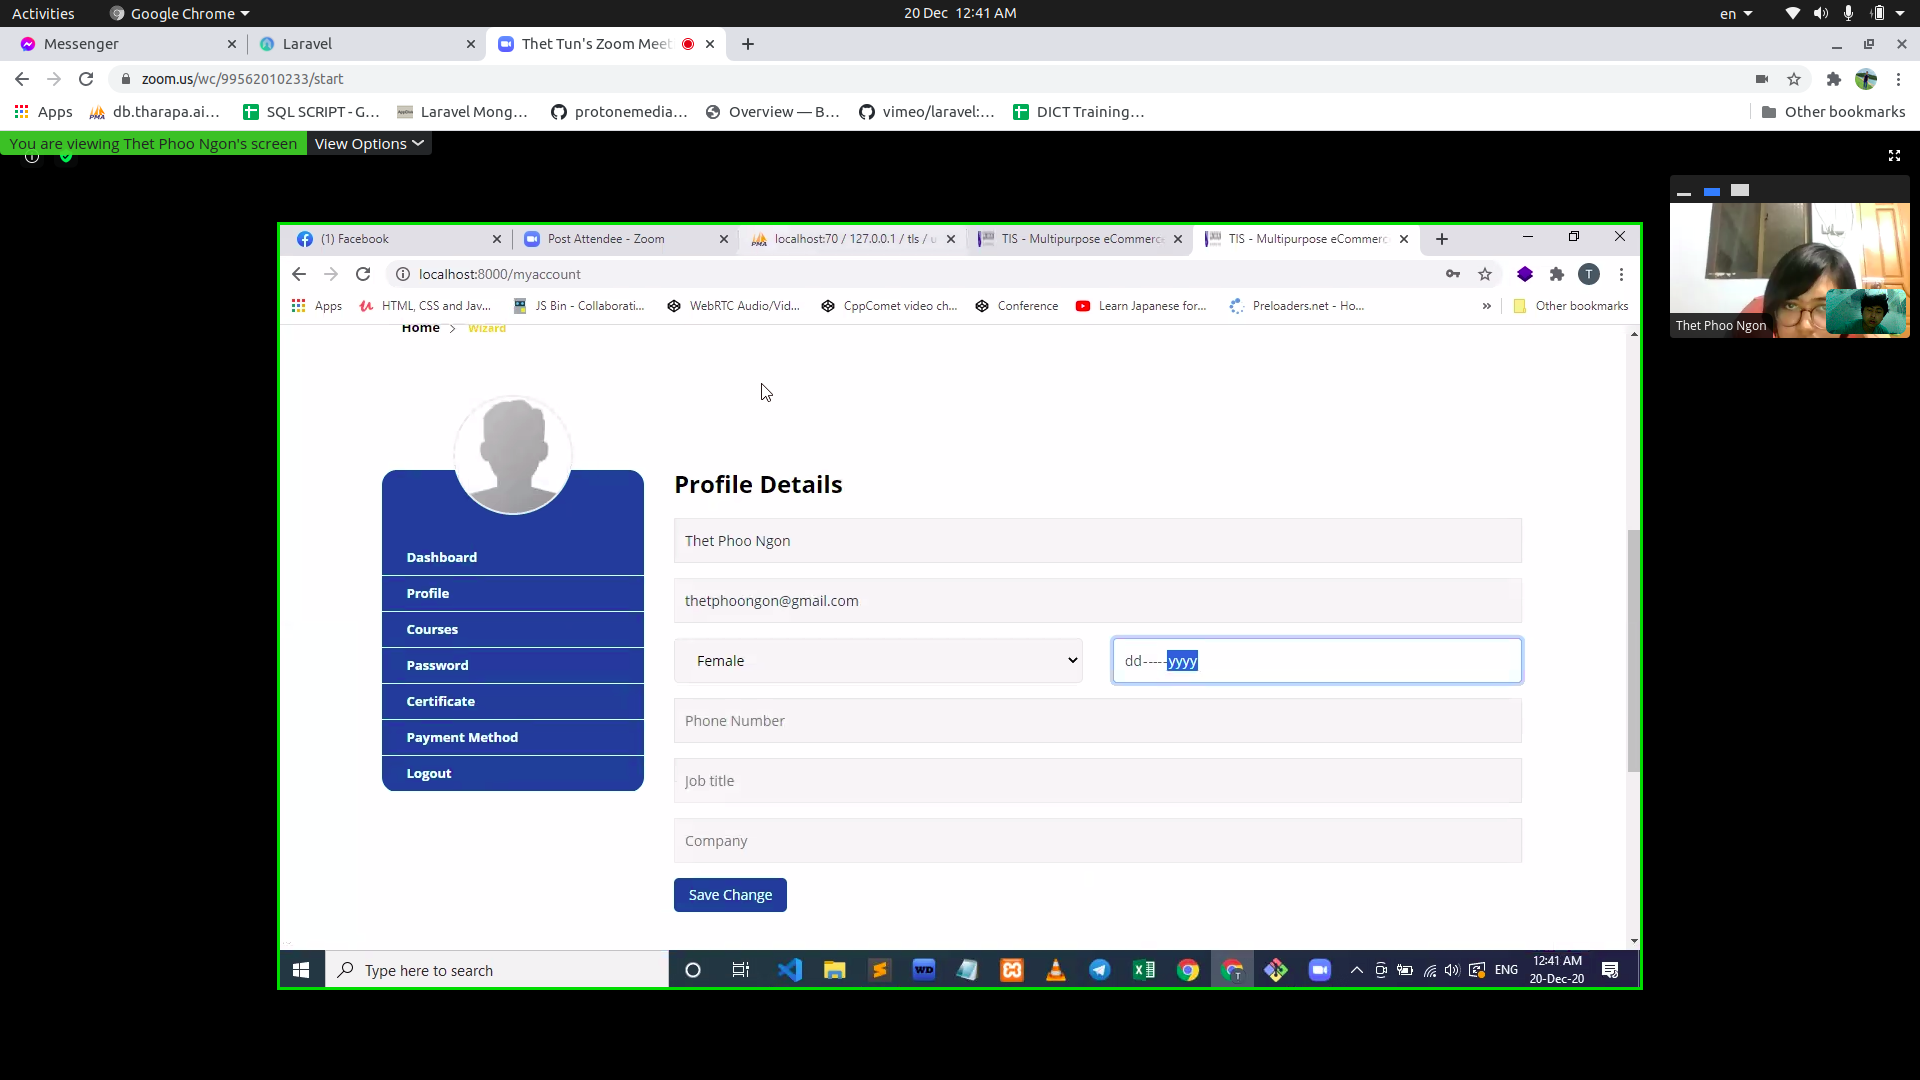 Activities Google Chrome 20 Dec 12:41 AM en
Messenger Laravel Thet Tun's Zoom Meet
zoom.us/wc/99562010233/start
Apps db.tharapa.ai... SQL SCRIPT - G... Laravel Mong... protonemedia... Overview — B... vimeo/laravel:... DICT Training... Other bookmarks
You are viewing Thet Phoo Ngon's screen View Options
(1) Facebook Post Attendee - Zoom localhost:70 / 127.0.0.1 / tls / u TIS - Multipurpose eCommerce TIS - Multipurpose eCommerc
localhost:8000/myaccount T
Apps HTML, CSS and Jav... JS Bin - Collaborati... WebRTC Audio/Vid... CppComet video ch... Conference Learn Japanese for... Preloaders.net - Ho... » Other bookmarks
Thet Phoo Ngon
Home > Wizard
Dashboard
Profile
Courses
Password
Certificate
Payment Method
Logout
Profile Details
Thet Phoo Ngon
thetphoongon@gmail.com
Female dd-----yyyy
Phone Number
Job title
Company
Save Change
Type here to search WD T ENG 12:41 AM
20-Dec-20